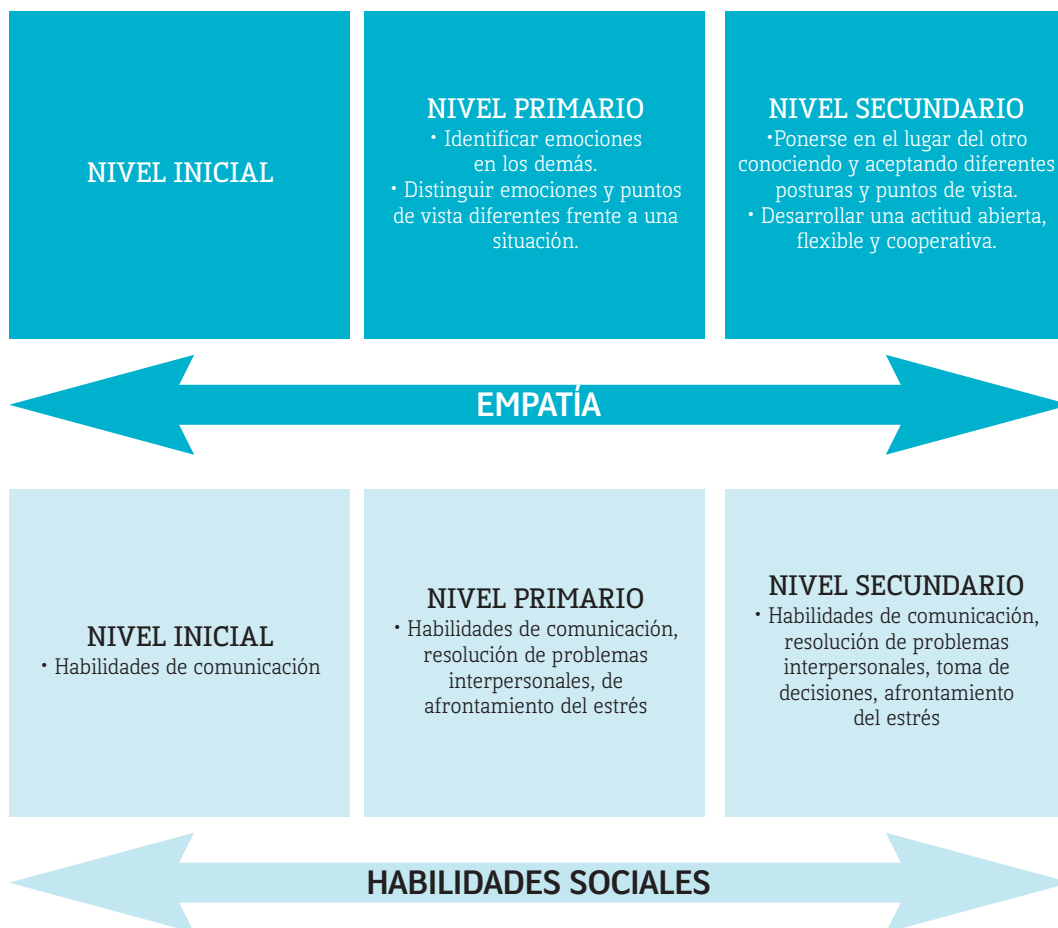 NIVEL INICIAL
NIVEL PRIMARIO
• Identificar emociones
en los demás.
• Distinguir emociones y puntos
de vista diferentes frente a una
situación.
NIVEL SECUNDARIO
•Ponerse en el lugar del otro
conociendo y aceptando diferentes
posturas y puntos de vista.
• Desarrollar una actitud abierta,
flexible y cooperativa.
EMPATÍA
NIVEL INICIAL
• Habilidades de comunicación
NIVEL PRIMARIO
• Habilidades de comunicación,
resolución de problemas
interpersonales, de
afrontamiento del estrés
NIVEL SECUNDARIO
• Habilidades de comunicación,
resolución de problemas
interpersonales, toma de
decisiones, afrontamiento
del estrés
HABILIDADES SOCIALES